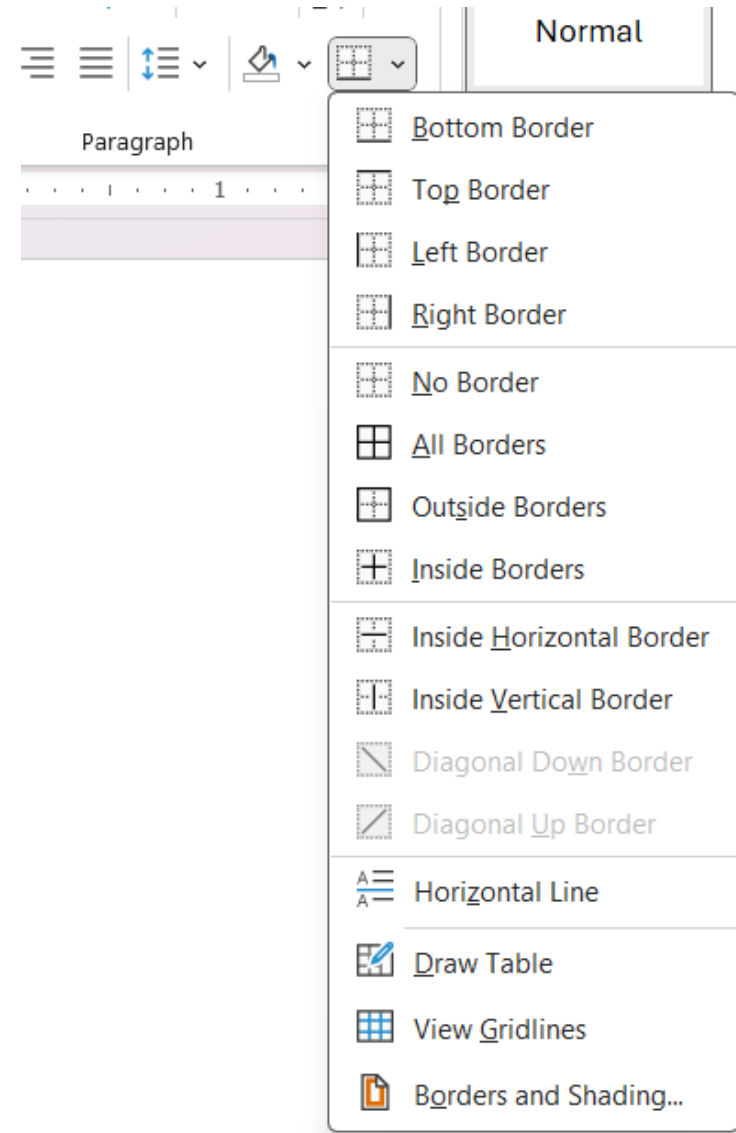 Normal
Paragraph
1
Bottom Border
Top Border
Left Border
Right Border
No Border
All Borders
Outside Borders
Inside Borders
Inside Horizontal Border
Inside Vertical Border
Diagonal Down Border
Diagonal Up Border
A
A
Horizontal Line
Draw Table
View Gridlines
Borders and Shading...